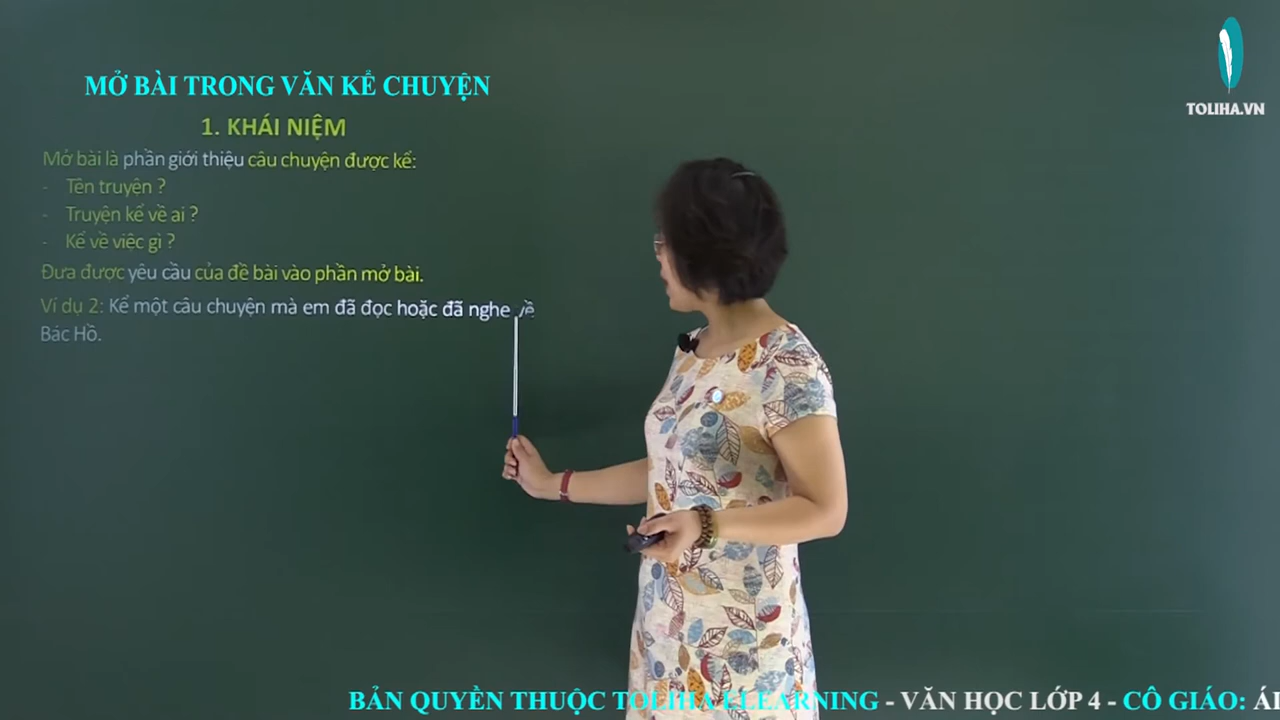 MỞ BÀI TRONG VĂN KỂ CHUYỆN
TOLIHA.VN
1. KHÁI NIỆM
Mở bài là phần giới thiệu câu chuyện được kể:
- Tên truyện ?
- Truyện kể về ai ?
- Kể về việc gì ?
Đưa được yêu cầu của đề bài vào phần mở bài.
Ví dụ 2: Kể một câu chuyện mà em đã đọc hoặc đã nghe về
Bác Hồ.
BẢN QUYỀN THUỘC TOLIHA ELEARNING - VĂN HỌC LỚP 4 - CÔ GIÁO: